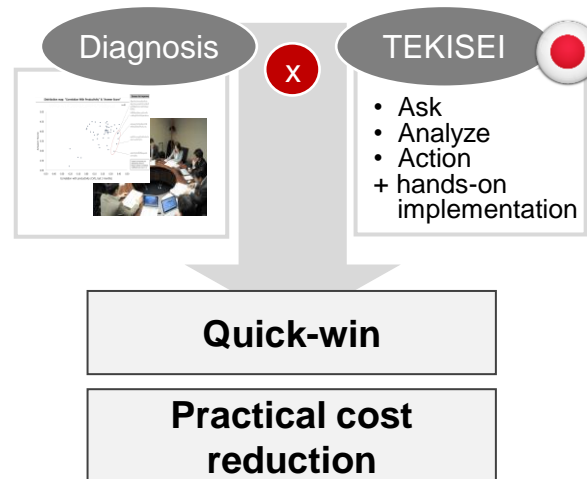 Diagnosis
x
TEKISEI
• Ask
• Analyze
• Action
+ hands-on
implementation
Quick-win
Practical cost
reduction